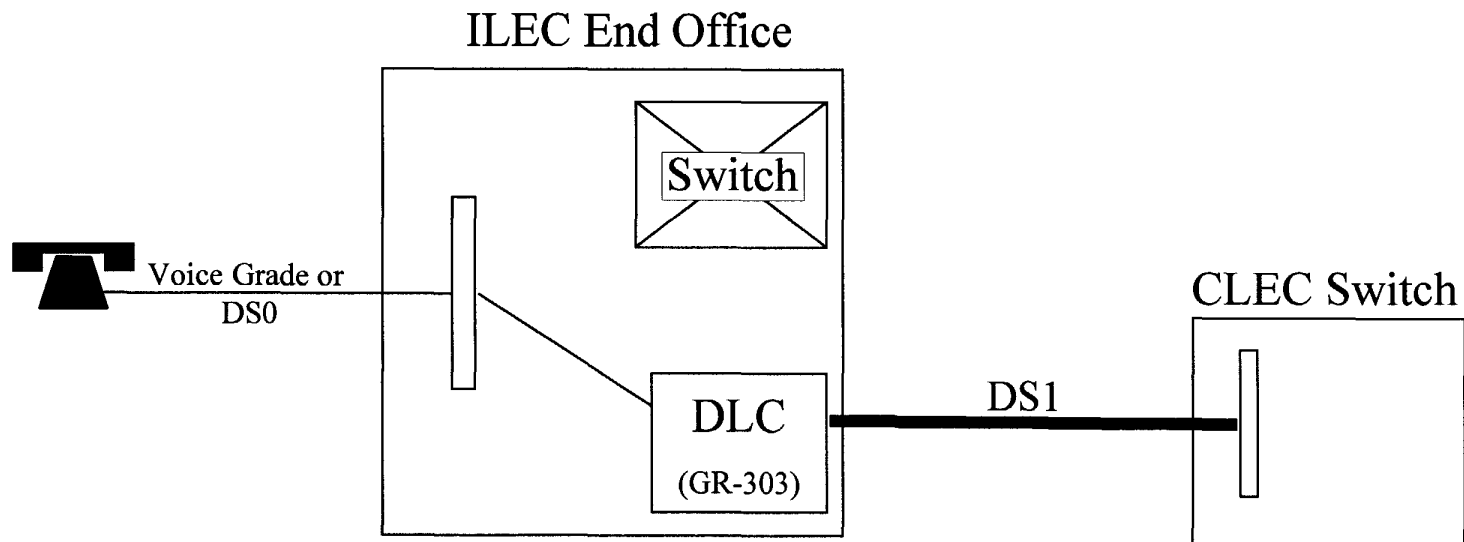 ILEC End Office
Switch
Voice Grade or
DS0
CLEC Switch
DS1
DLC
(GR-303)